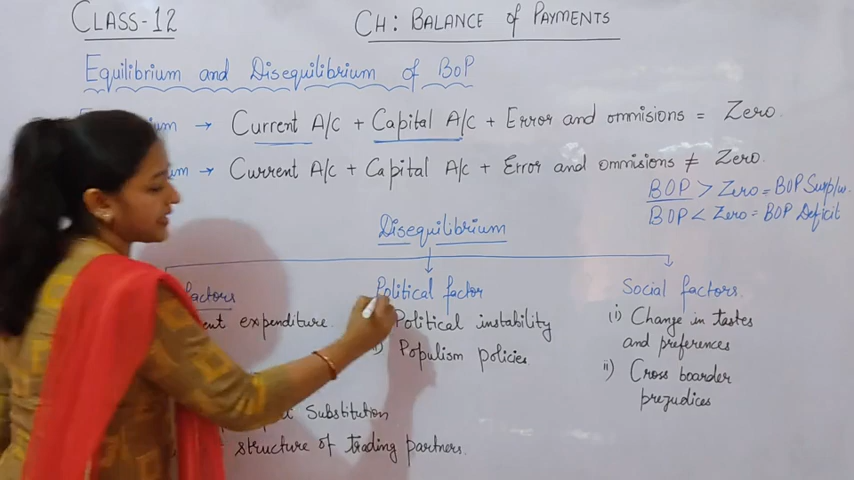 CLASS-12
CH: BALANCE of PAYMENTS
Equilibrium and Disequilibrium of BOP
→ Current A/C + Capital A/C + Error and ommisions = Zero.
→ Current A/C + Capital A/C + Error and ommisions ≠ Zero.
BOP > Zero = BOP Surplus.
BOP < Zero = BOP Deficit
Disequilibrium
factors
expenditure.
Substitution
structure of trading partners.
Political factor
Political instability
Populism policies
Social factors.
i) Change in tastes
and preferences
ii) Cross boarder
prejudices